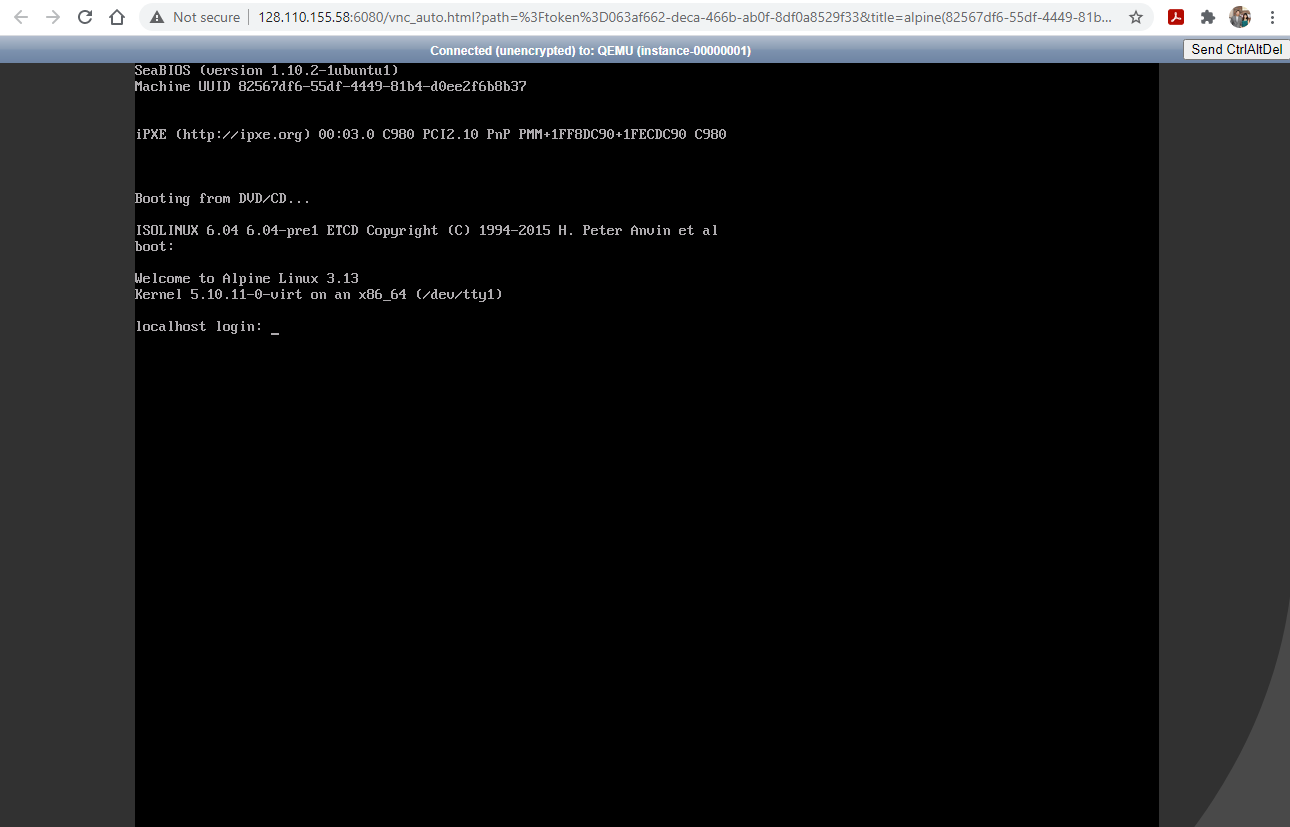 Not secure
128.110.155.58:6080/vnc_auto.html?path=%3Ftoken%3D063af662-deca-466b-ab0f-8df0a8529f33&title=alpine(82567df6-55df-4449-81b...
Connected (unencrypted) to: QEMU (instance-00000001)
Send CtrlAltDel
SeaBIOS (version 1.10.2-1ubuntu1)
Machine UUID 82567df6-55df-4449-81b4-d0ee2f6b8b37
iPXE (http://ipxe.org) 00:03.0 C980 PCI2.10 PnP PMM+1FF8DC90+1FECDC90 C980
Booting from DVD/CD...
ISOLINUX 6.04 6.04-pre1 ETCD Copyright (C) 1994-2015 H. Peter Anvin et al
boot:
Welcome to Alpine Linux 3.13
Kernel 5.10.11-0-virt on an x86_64 (/dev/tty1)
localhost login: _